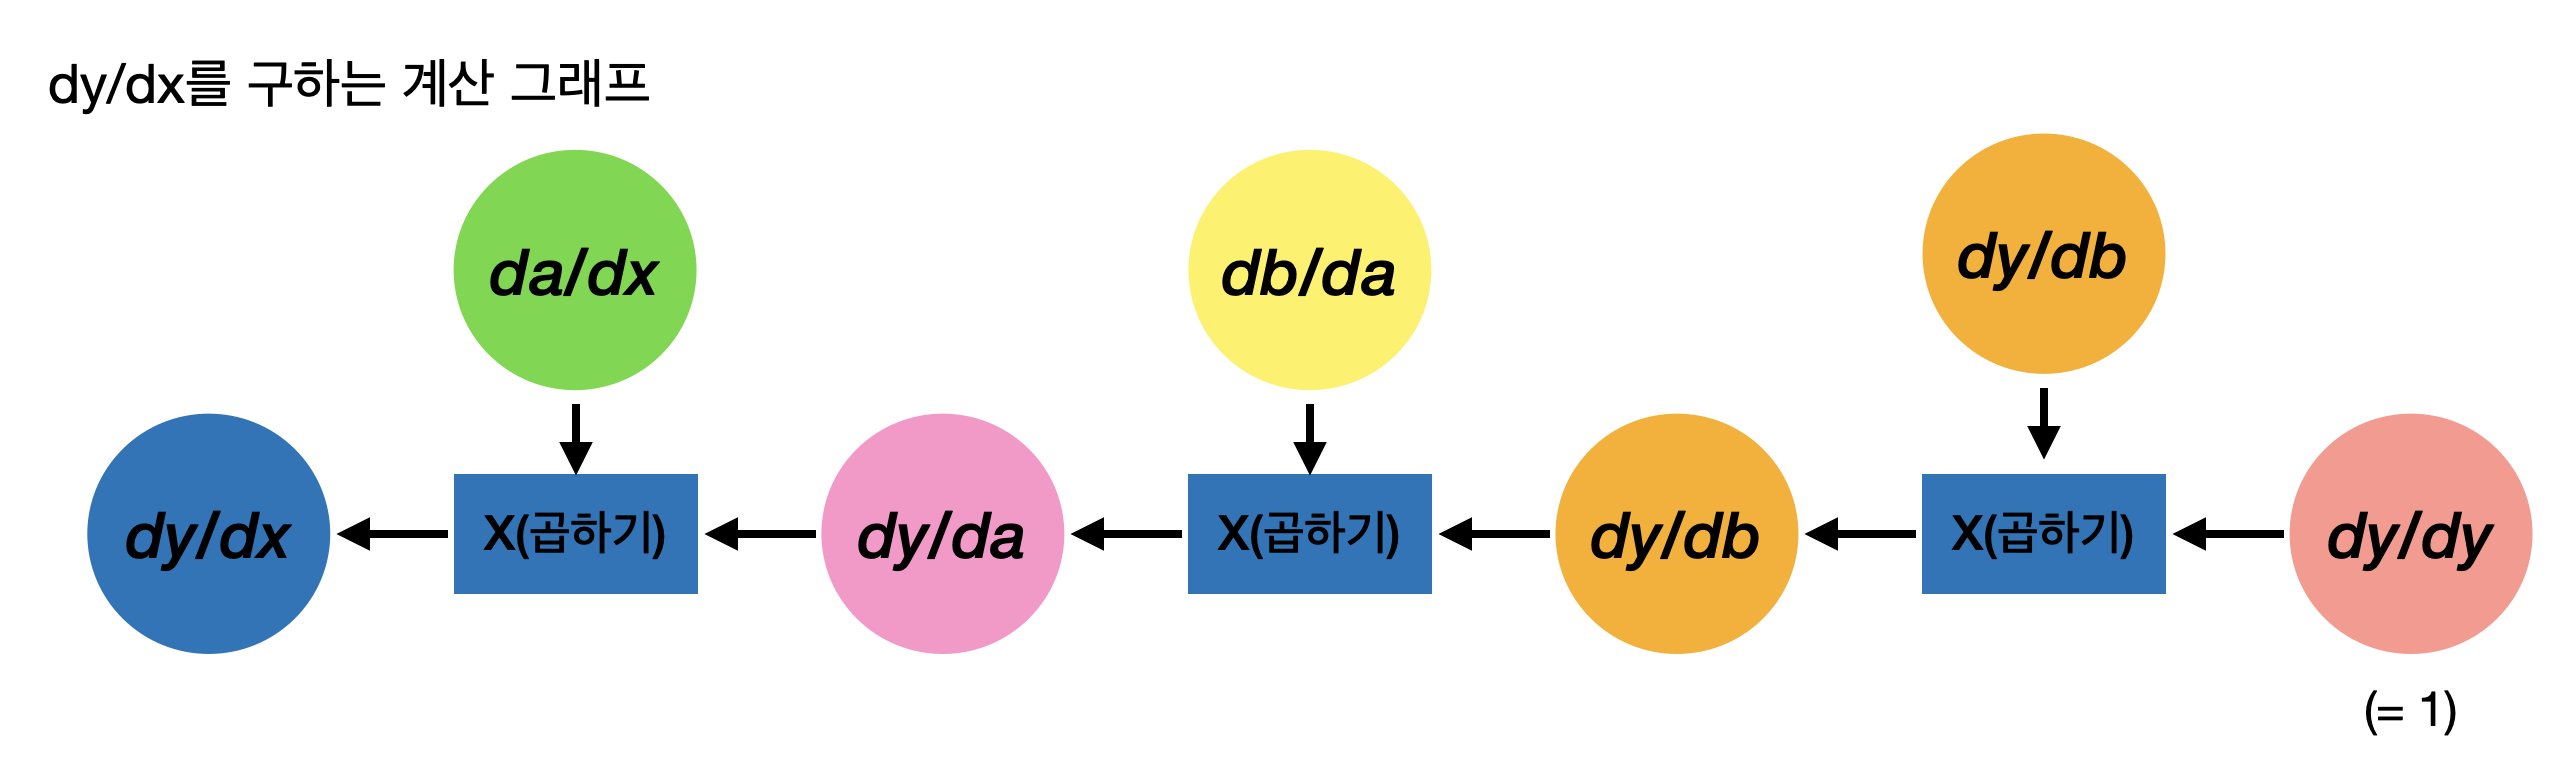 dy/dx를 구하는 계산 그래프
da/dx
db/da
dy/db
dy/dx
X(곱하기)
dy/da
X(곱하기)
dy/db
X(곱하기)
dy/dy
(= 1)